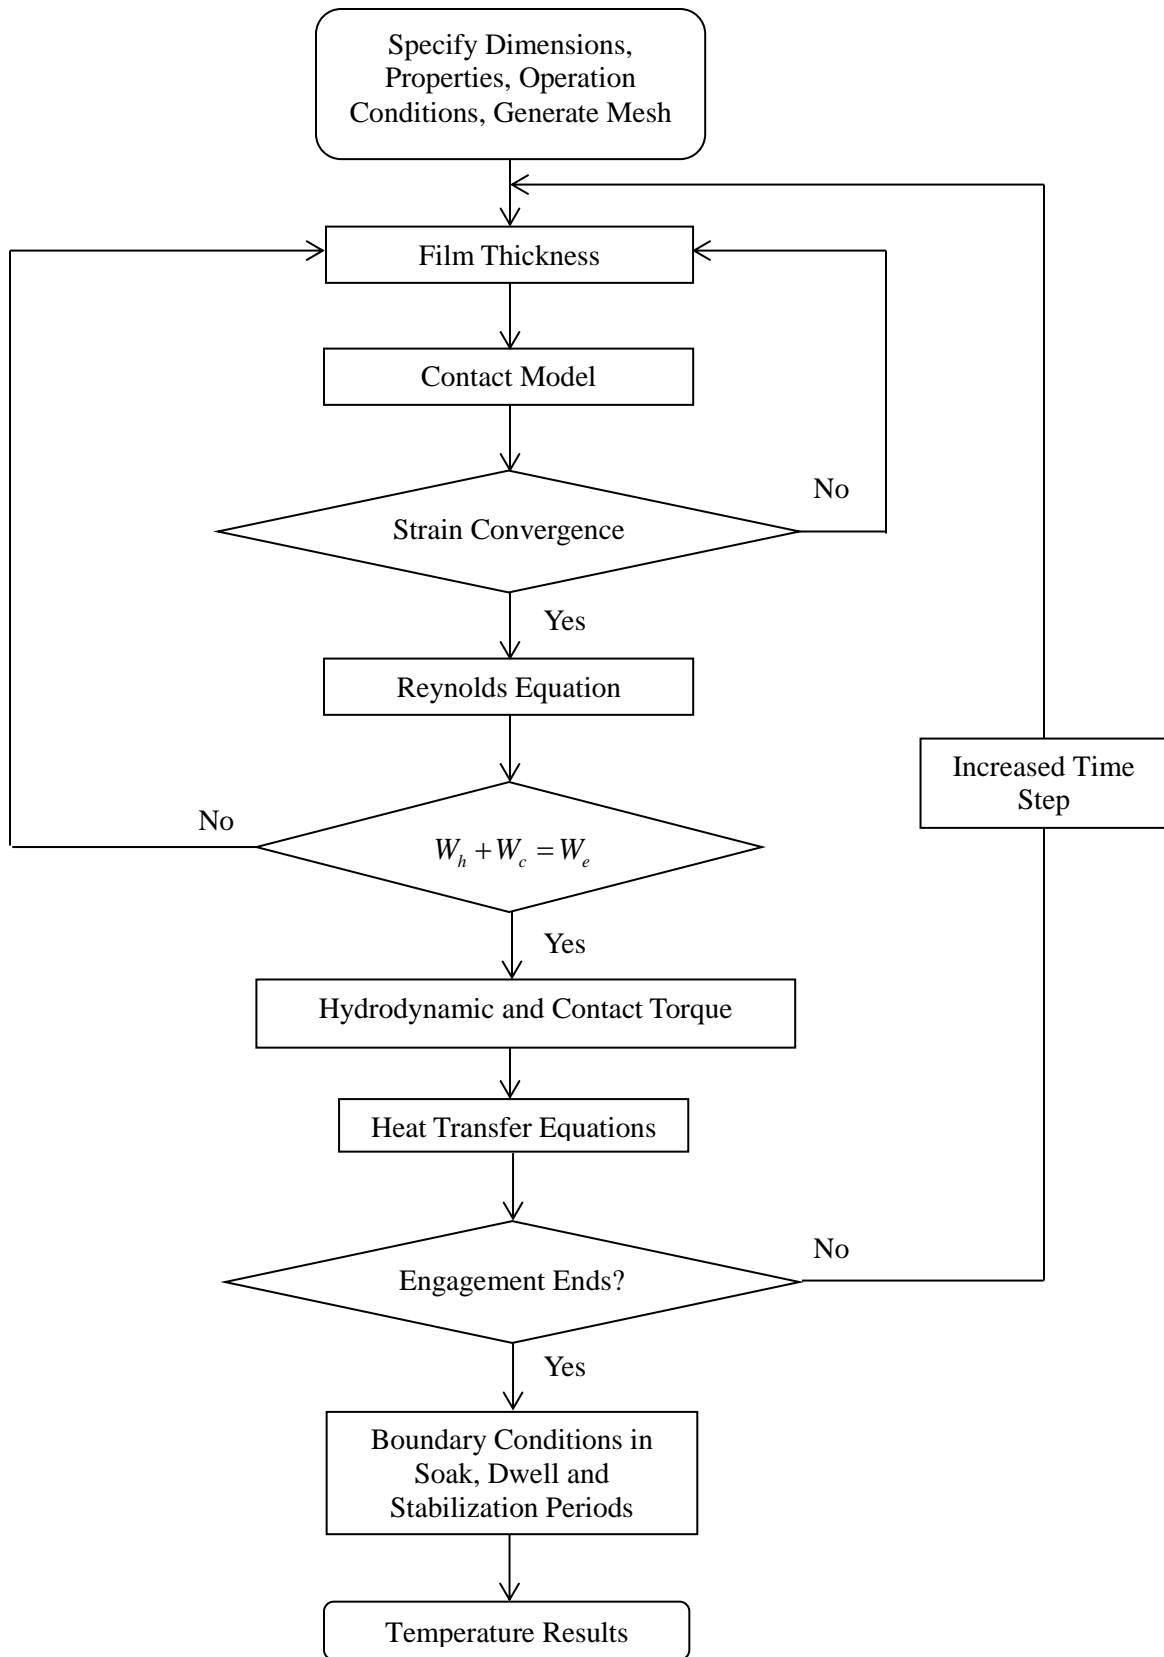 Specify Dimensions,
Properties, Operation
Conditions, Generate Mesh
Film Thickness
Contact Model
No
Strain Convergence
Yes
Reynolds Equation
Increased Time
Step
No
W_h + W_c = W_e
Yes
Hydrodynamic and Contact Torque
Heat Transfer Equations
No
Engagement Ends?
Yes
Boundary Conditions in
Soak, Dwell and
Stabilization Periods
Temperature Results